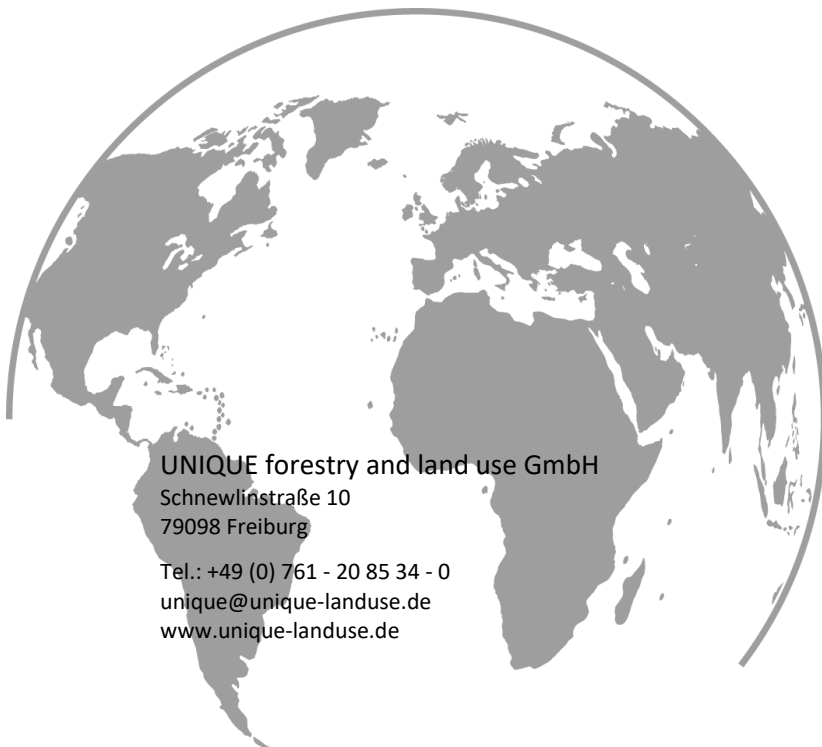 UNIQUE forestry and land use GmbH
Schnewlinstraße 10
79098 Freiburg
Tel.: +49 (0) 761 - 20 85 34 - 0
unique@unique-landuse.de
www.unique-landuse.de